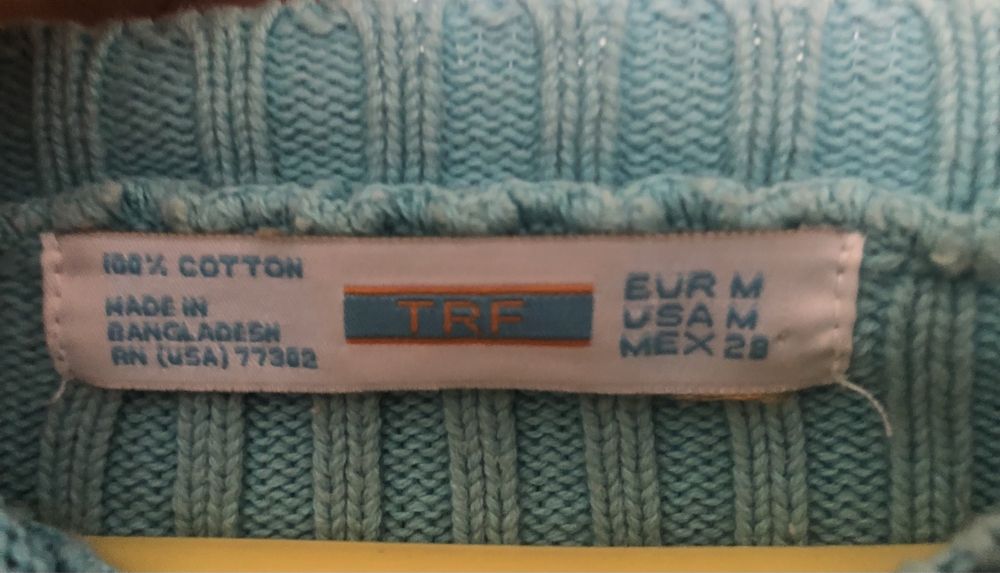 100% COTTON
MADE IN
BANGLADESH
RN (USA) 77302
TRF
EUR M
USA M
MEX 28